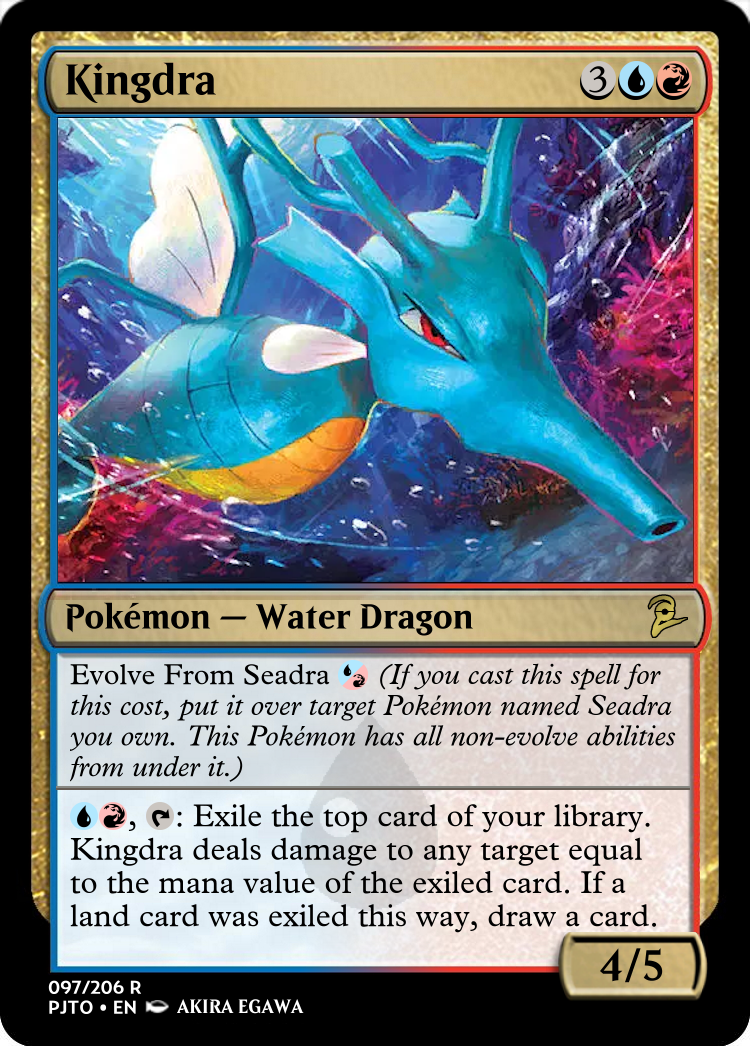 Kingdra 3
Pokémon — Water Dragon
Evolve From Seadra (If you cast this spell for
this cost, put it over target Pokémon named Seadra
you own. This Pokémon has all non-evolve abilities
from under it.)
, : Exile the top card of your library.
Kingdra deals damage to any target equal
to the mana value of the exiled card. If a
land card was exiled this way, draw a card.
4/5
097/206 R
PJTO • EN AKIRA EGAWA